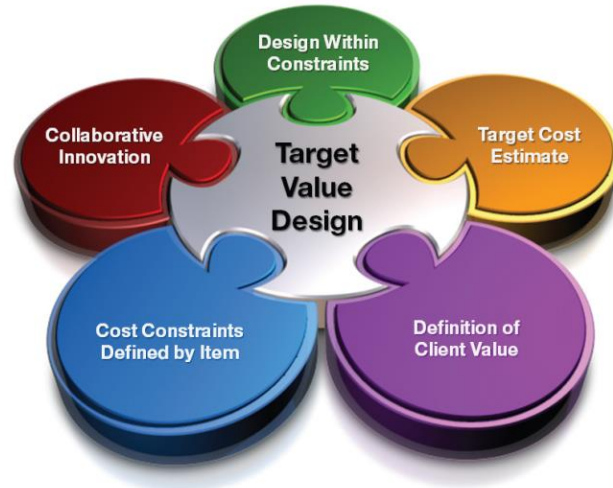 Design Within
Constraints
Collaborative
Innovation
Target
Value
Design
Target Cost
Estimate
Cost Constraints
Defined by Item
Definition of
Client Value